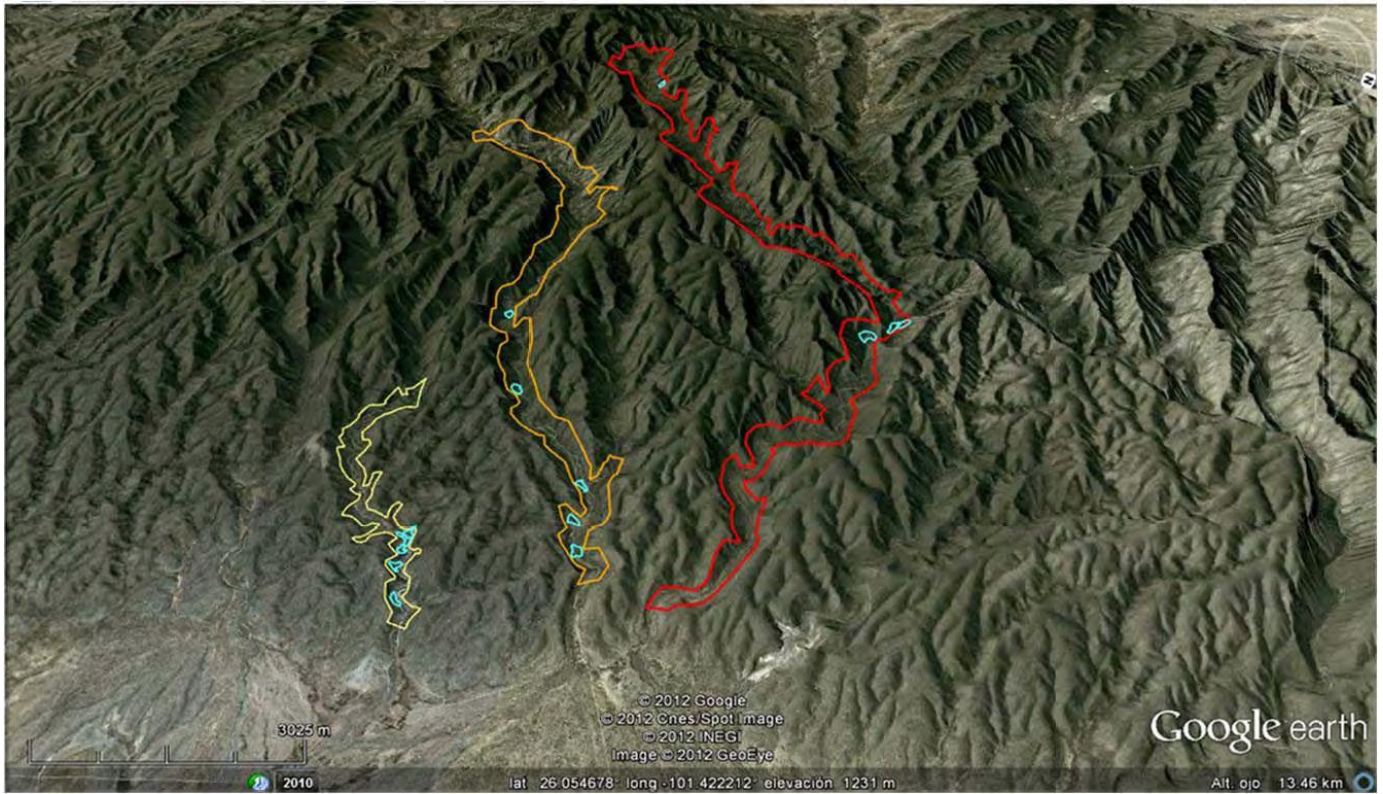 N
3025 m
© 2012 Google
© 2012 Cnes/Spot Image
© 2012 INEGI
Image © 2012 GeoEye
Google earth
2010
lat 26.054678° long -101.422212° elevación 1231 m
Alt. ojo 13.46 km